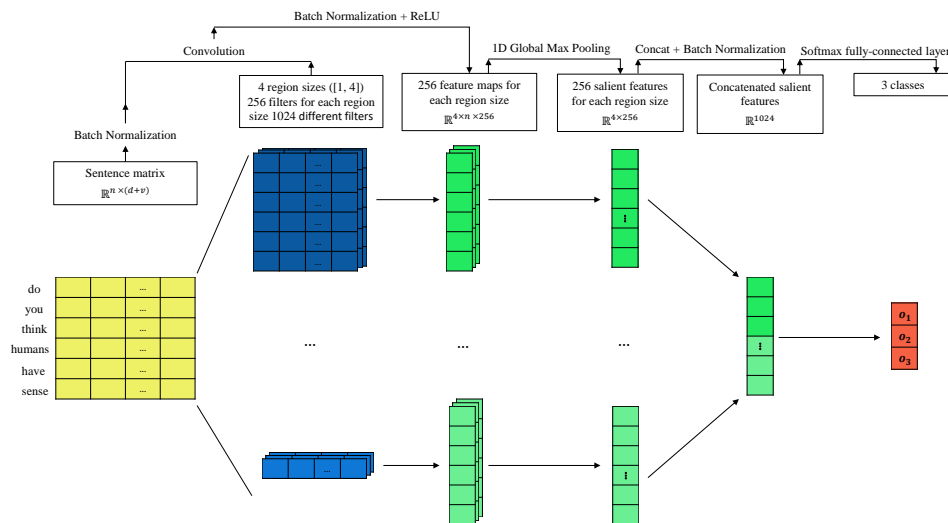 Batch Normalization + ReLU
Convolution
1D Global Max Pooling
Concat + Batch Normalization
Softmax fully-connected layer
4 region sizes ([1, 4])
256 filters for each region
size 1024 different filters
256 feature maps for
each region size
ℝ^{4×n×256}
256 salient features
for each region size
ℝ^{4×256}
Concatenated salient
features
ℝ^{1024}
3 classes
Batch Normalization
Sentence matrix
ℝ^{n×(d+v)}
...
...
...
...
...
...
⋮
do ...
you ...
think ...
humans ...
have ...
sense ...
... ... ...
⋮
o₁
o₂
o₃
...
⋮